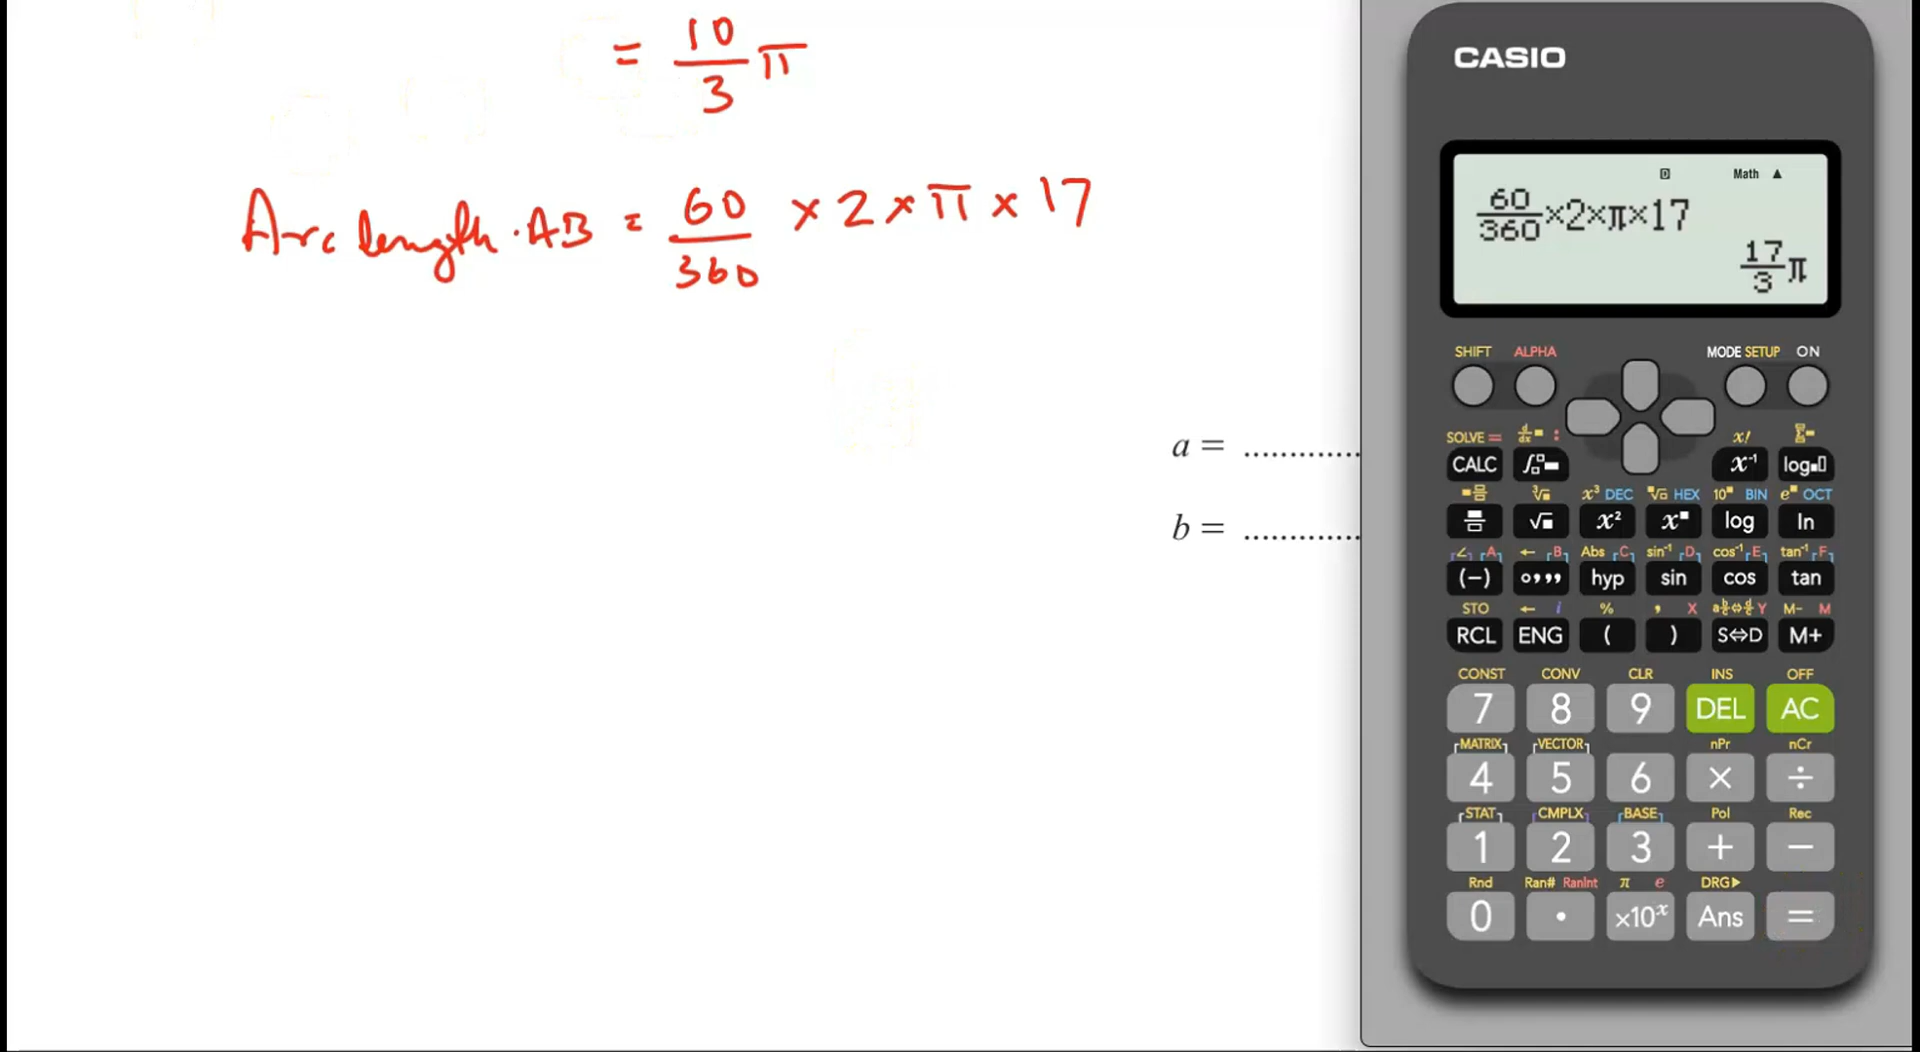 = 10/3 π
Arc length AB = 60/360 × 2 × π × 17
a = ............
b = ............
CASIO
D Math ▲
60/360×2×π×17
17/3 π
SHIFT ALPHA MODE SETUP ON
SOLVE = d/dx = : x! Σ=
CALC ∫ x⁻¹ log
³√ x³ DEC √ HEX 10 BIN e OCT
√ x² x■ log ln
∠ A ← B Abs C sin⁻¹ D cos⁻¹ E tan⁻¹ F
(−) °,,, hyp sin cos tan
STO ← i % , X a b/c⇔d/c Y M− M
RCL ENG ( ) S⇔D M+
CONST CONV CLR INS OFF
7 8 9 DEL AC
MATRIX VECTOR nPr nCr
4 5 6 × ÷
STAT CMPLX BASE Pol Rec
1 2 3 + −
Rnd Ran# RanInt π e DRG▶
0 • ×10ˣ Ans =